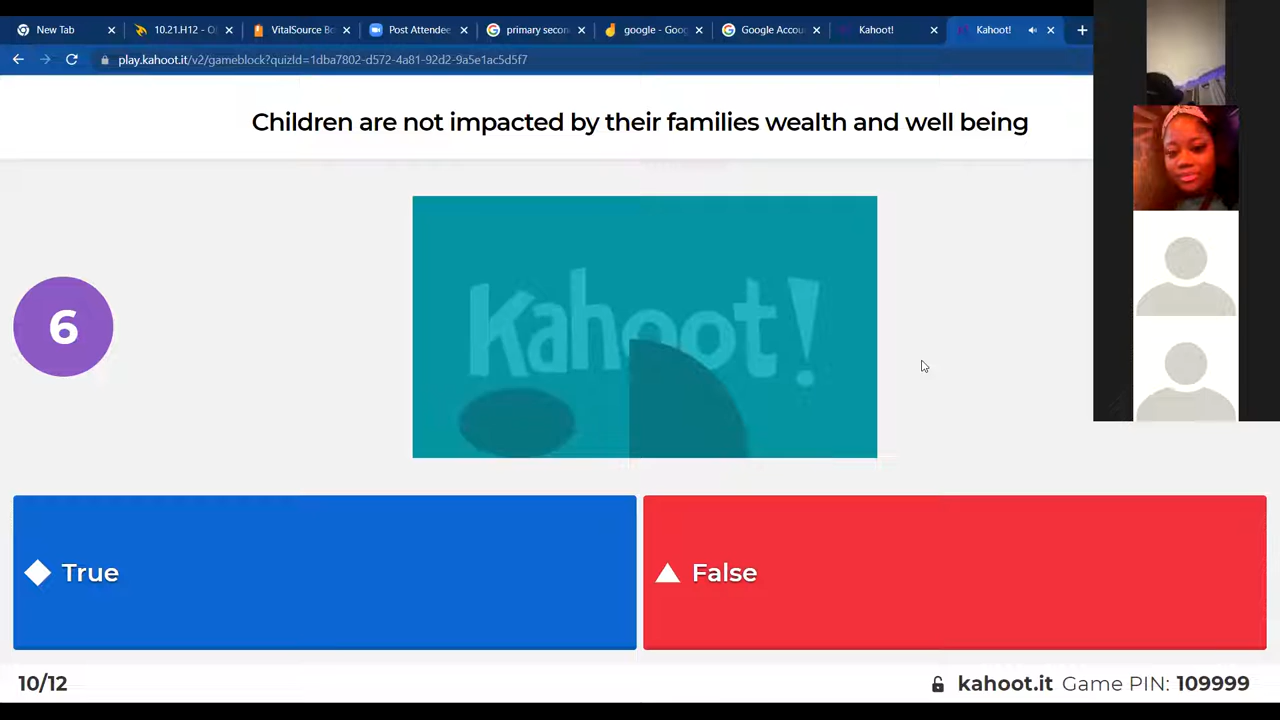 New Tab
10.21.H12 - Ol
VitalSource Bo
Post Attendee
primary secon
google - Goog
Google Accou
Kahoot!
Kahoot!
play.kahoot.it/v2/gameblock?quizId=1dba7802-d572-4a81-92d2-9a5e1ac5d5f7
Children are not impacted by their families wealth and well being
Kahoot!
6
True
False
10/12
kahoot.it Game PIN: 109999